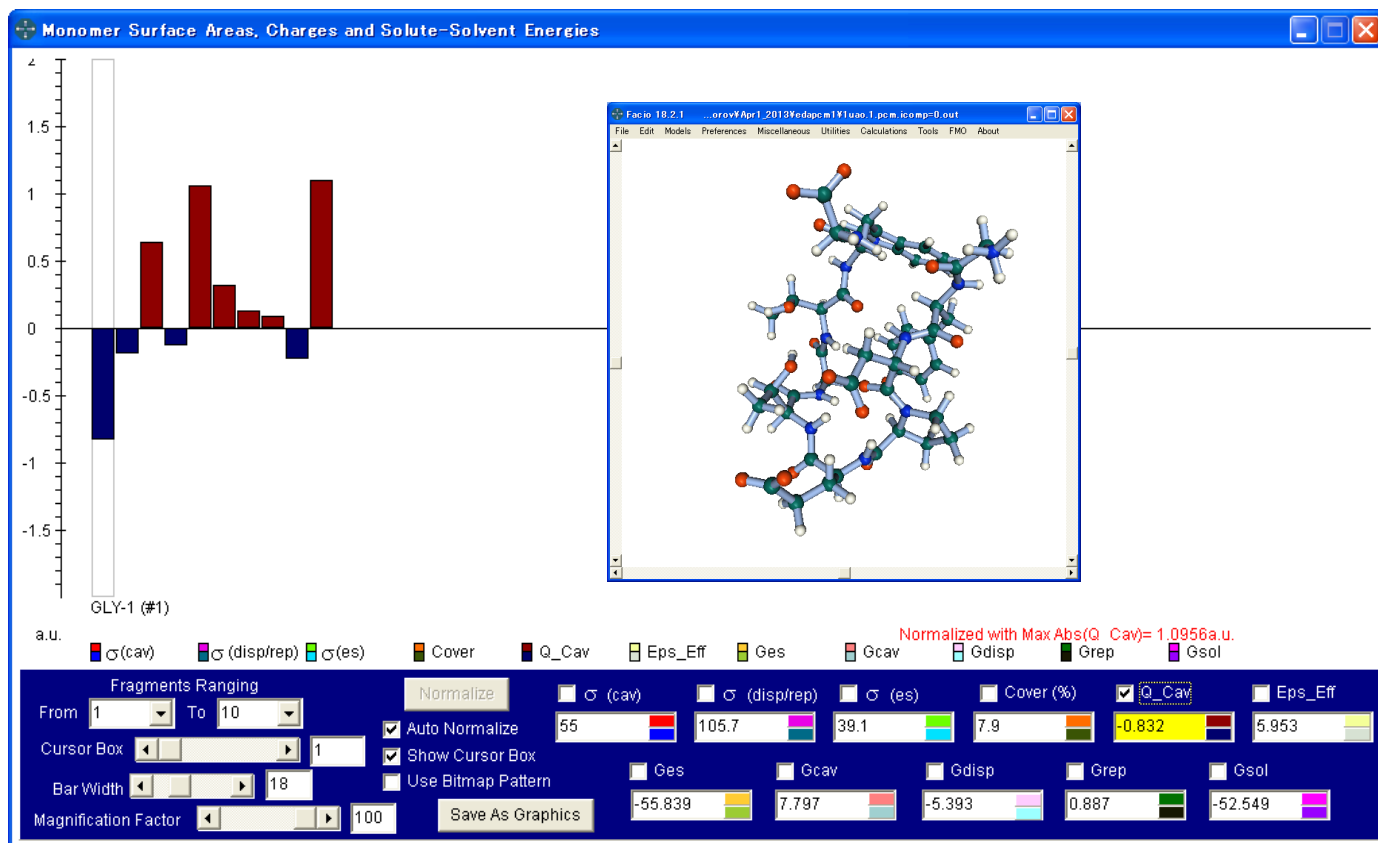 Monomer Surface Areas, Charges and Solute-Solvent Energies
2
1.5
1
0.5
0
-0.5
-1
-1.5
GLY-1 (#1)
Facio 18.2.1 ...orov¥Apr1_2013¥edapcm1¥1uao.1.pcm.icomp=0.out
File Edit Models Preferences Miscellaneous Utilities Calculations Tools FMO About
a.u.
Normalized with Max Abs(Q_Cav)= 1.0956a.u.
σ(cav) σ (disp/rep) σ(es) Cover Q_Cav Eps_Eff Ges Gcav Gdisp Grep Gsol
Fragments Ranging
From 1 To 10
Cursor Box 1
Bar Width 18
Magnification Factor 100
Normalize
Auto Normalize
Show Cursor Box
Use Bitmap Pattern
Save As Graphics
σ (cav) σ (disp/rep) σ (es) Cover (%) Q_Cav Eps_Eff
55 105.7 39.1 7.9 -0.832 5.953
Ges Gcav Gdisp Grep Gsol
-55.839 7.797 -5.393 0.887 -52.549